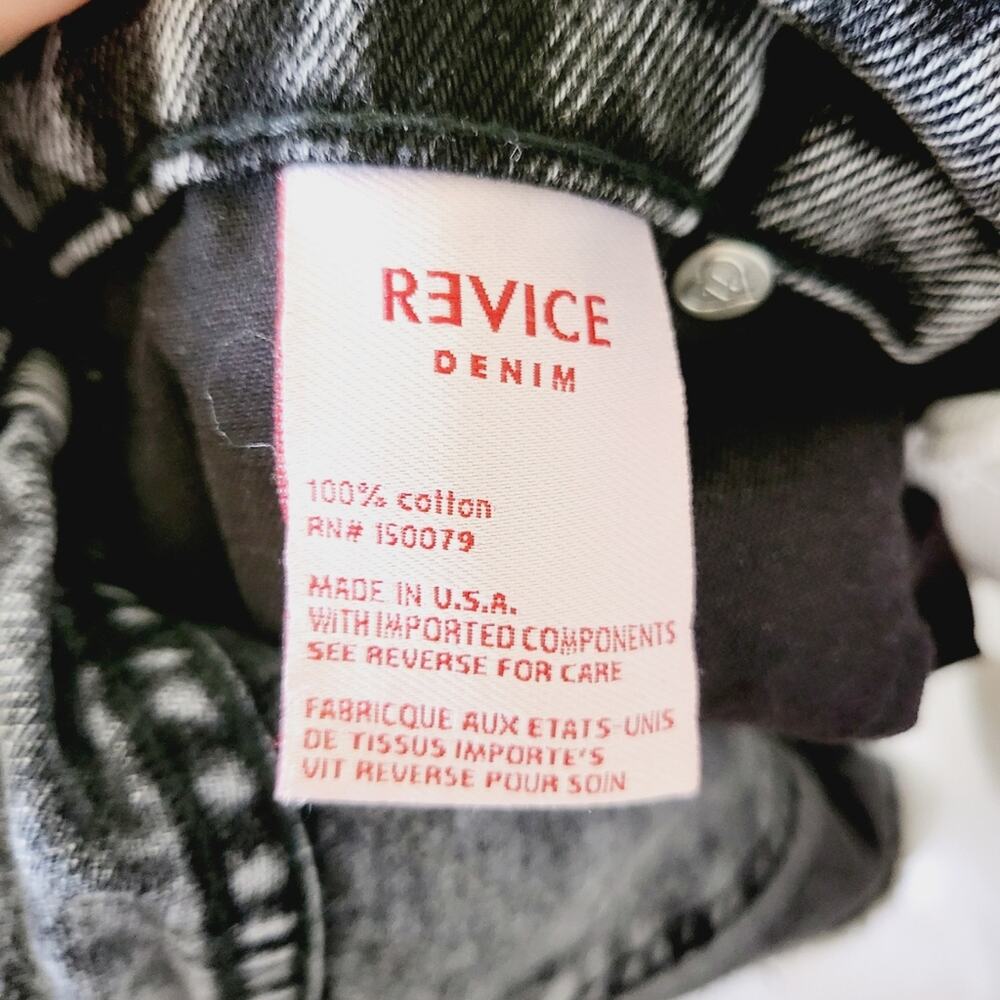 RƎVICE
DENIM
100% cotton
RN# 150079
MADE IN U.S.A.
WITH IMPORTED COMPONENTS
SEE REVERSE FOR CARE
FABRICQUE AUX ETATS-UNIS
DE TISSUS IMPORTE'S
VIT REVERSE POUR SOIN